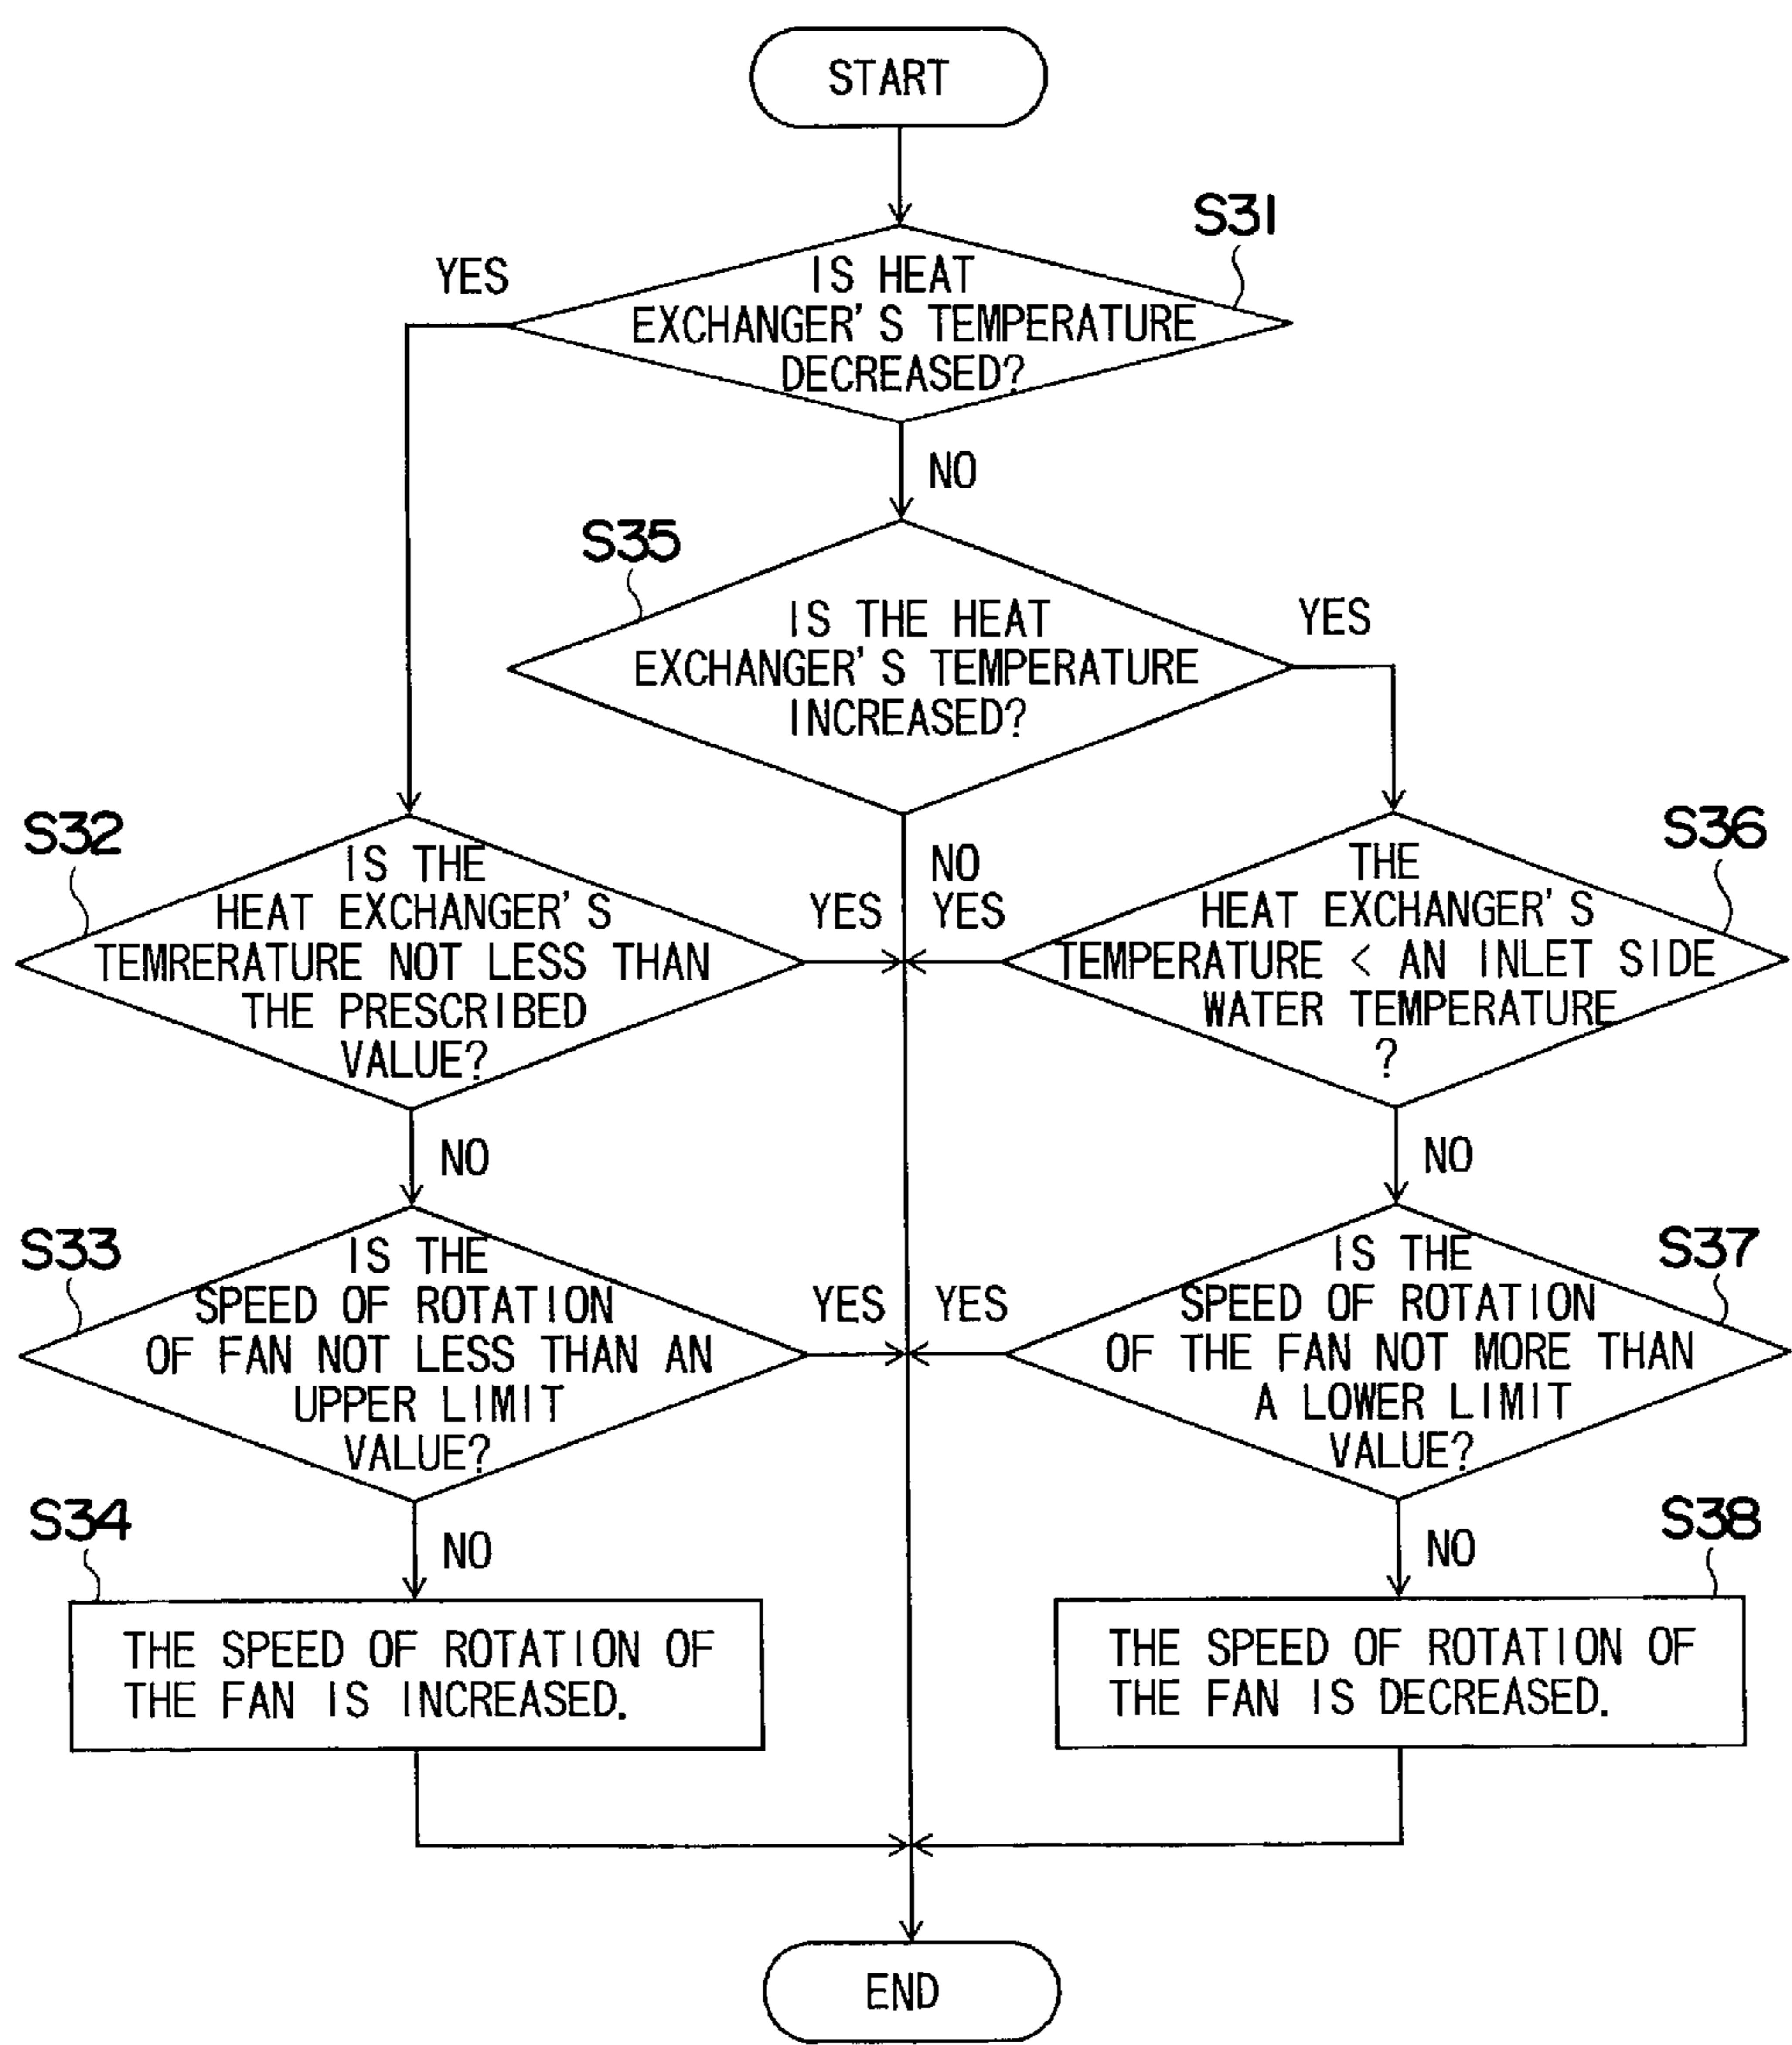 START
S31
YES
IS HEAT
EXCHANGER'S TEMPERATURE
DECREASED?
NO
S35
IS THE HEAT
EXCHANGER'S TEMPERATURE
INCREASED?
YES
S32
IS THE
HEAT EXCHANGER'S
TEMRERATURE NOT LESS THAN
THE PRESCRIBED
VALUE?
YES
NO
YES
S36
THE
HEAT EXCHANGER'S
TEMPERATURE < AN INLET SIDE
WATER TEMPERATURE
?
NO
NO
S33
IS THE
SPEED OF ROTATION
OF FAN NOT LESS THAN AN
UPPER LIMIT
VALUE?
YES
YES
S37
IS THE
SPEED OF ROTATION
OF THE FAN NOT MORE THAN
A LOWER LIMIT
VALUE?
S34
NO
S38
NO
THE SPEED OF ROTATION OF
THE FAN IS INCREASED.
THE SPEED OF ROTATION OF
THE FAN IS DECREASED.
END